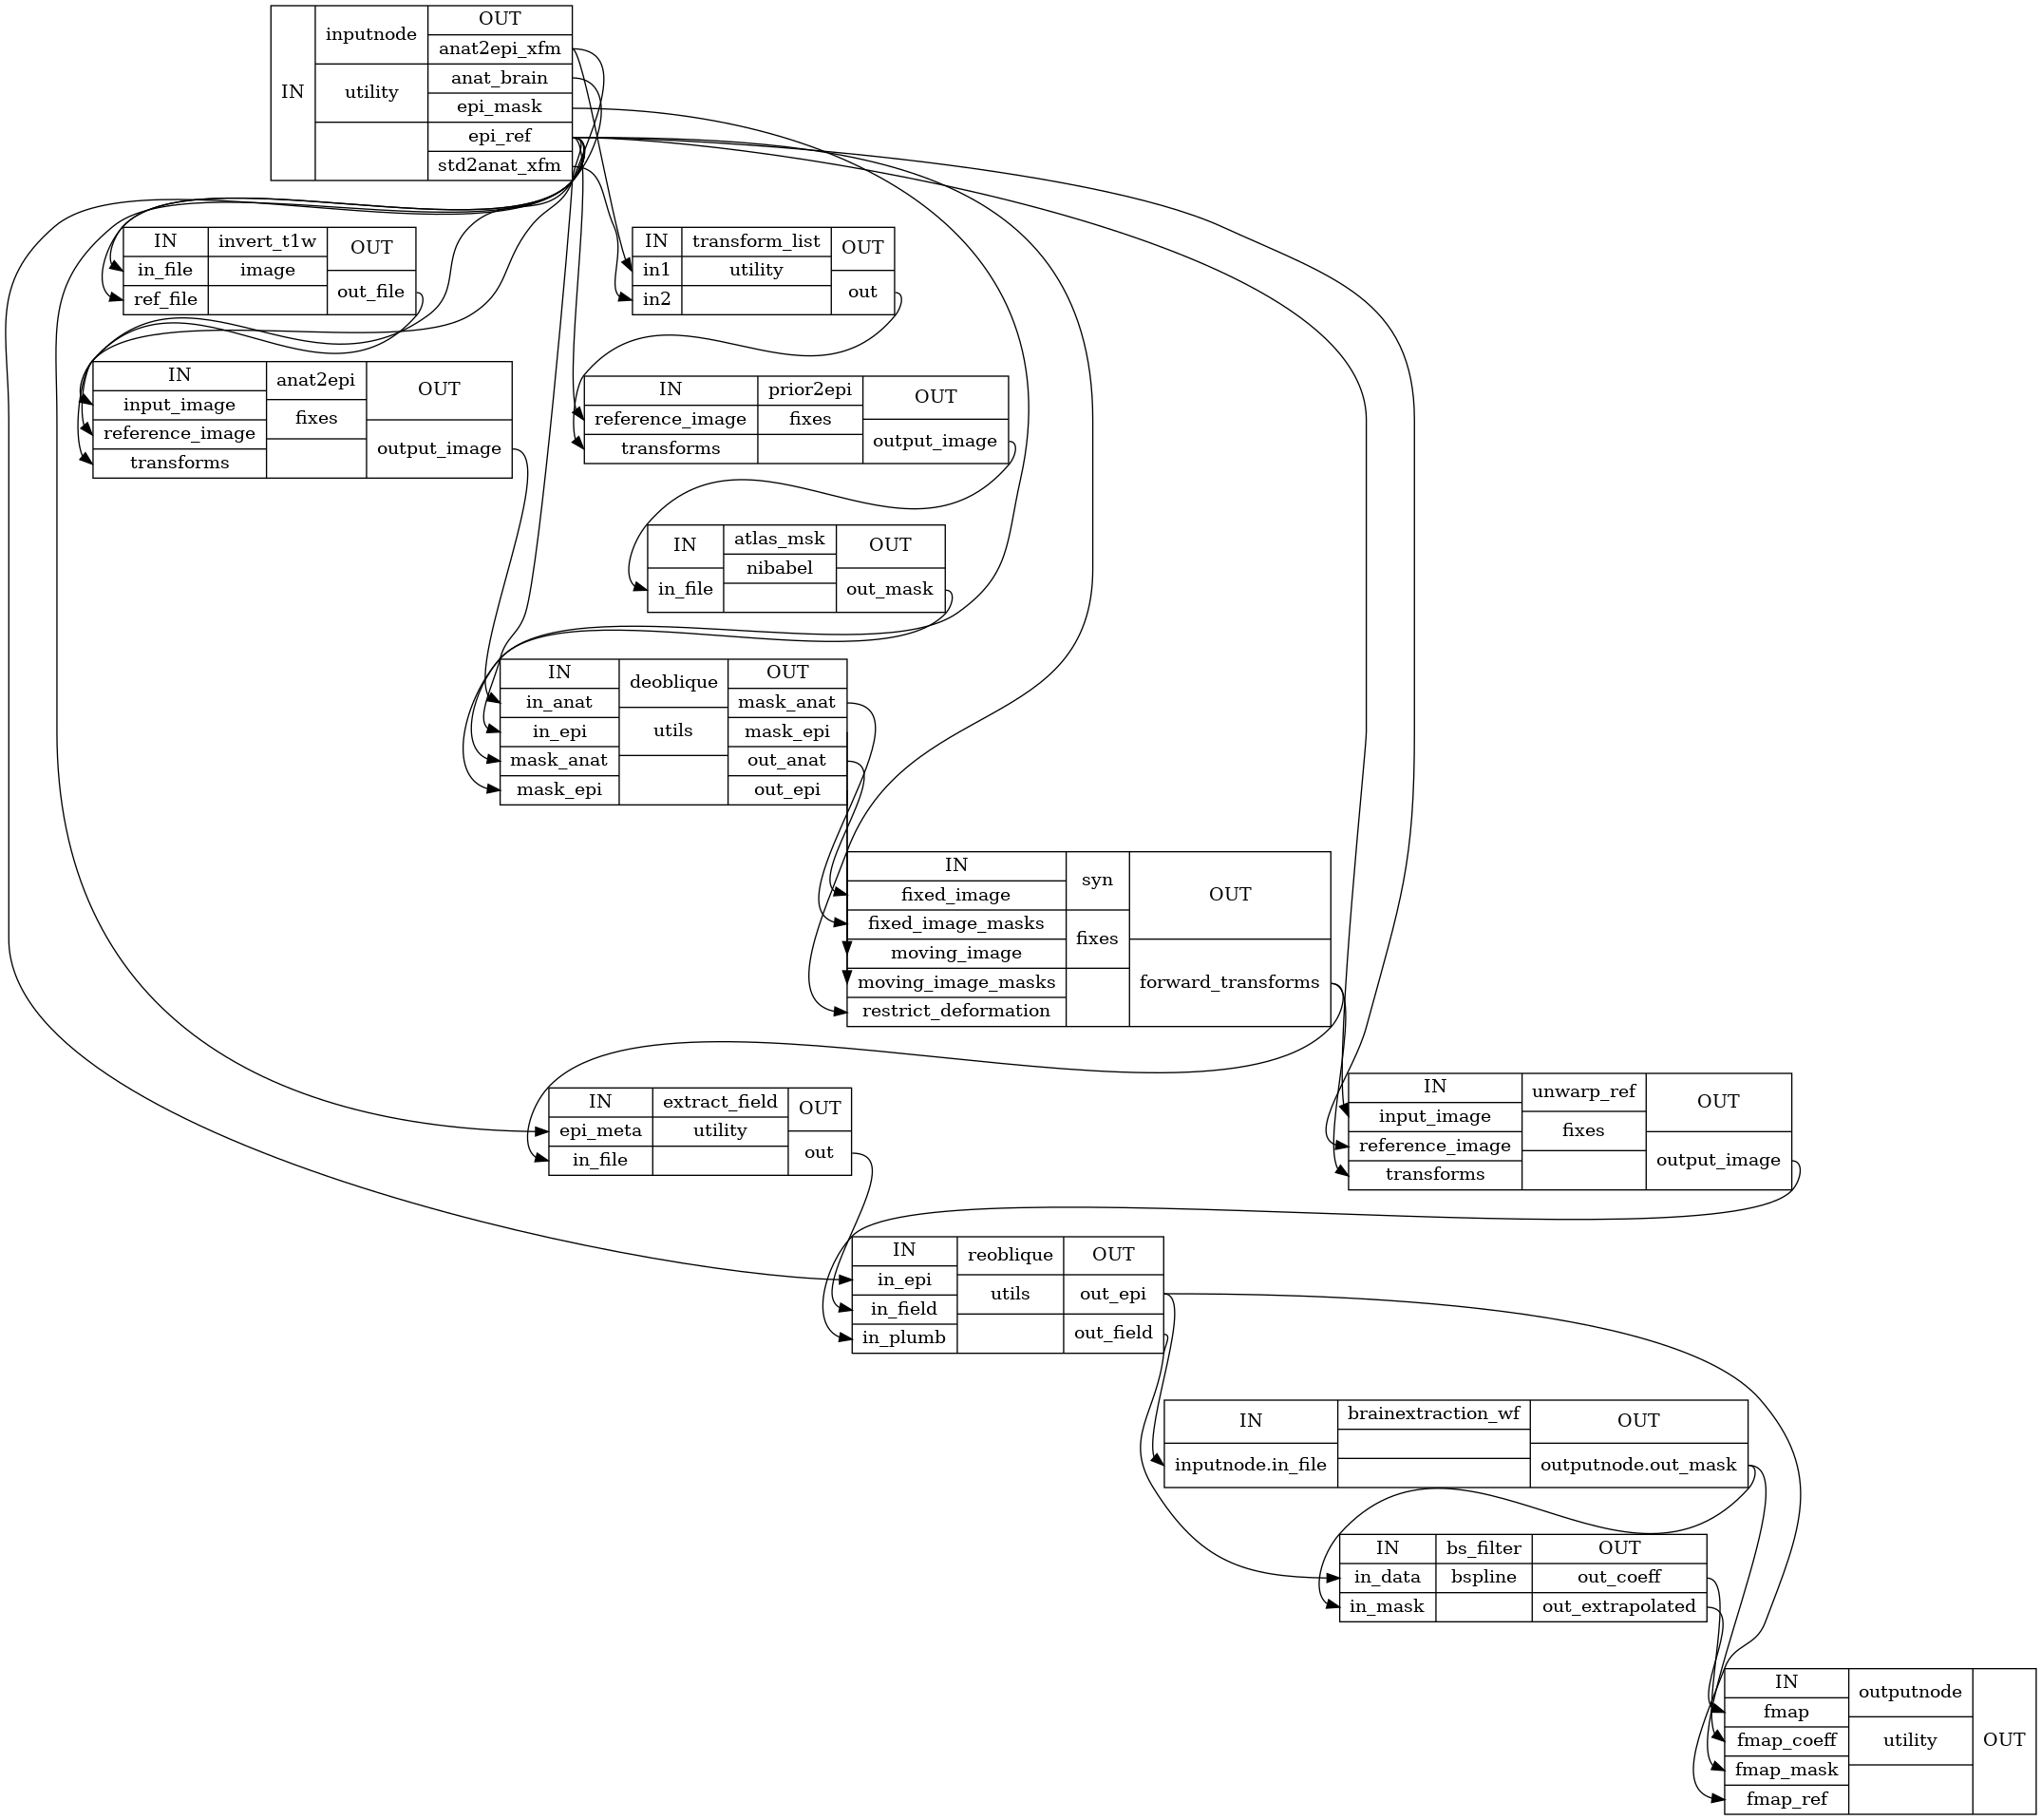 IN
inputnode
utility
OUT
anat2epi_xfm
anat_brain
epi_mask
epi_ref
std2anat_xfm
IN
in_file
ref_file
invert_t1w
image
OUT
out_file
IN
in1
in2
transform_list
utility
OUT
out
IN
input_image
reference_image
transforms
anat2epi
fixes
OUT
output_image
IN
reference_image
transforms
prior2epi
fixes
OUT
output_image
IN
in_file
atlas_msk
nibabel
OUT
out_mask
IN
in_anat
in_epi
mask_anat
mask_epi
deoblique
utils
OUT
mask_anat
mask_epi
out_anat
out_epi
IN
fixed_image
fixed_image_masks
moving_image
moving_image_masks
restrict_deformation
syn
fixes
OUT
forward_transforms
IN
epi_meta
in_file
extract_field
utility
OUT
out
IN
input_image
reference_image
transforms
unwarp_ref
fixes
OUT
output_image
IN
in_epi
in_field
in_plumb
reoblique
utils
OUT
out_epi
out_field
IN
inputnode.in_file
brainextraction_wf
OUT
outputnode.out_mask
IN
in_data
in_mask
bs_filter
bspline
OUT
out_coeff
out_extrapolated
IN
fmap
fmap_coeff
fmap_mask
fmap_ref
outputnode
utility
OUT